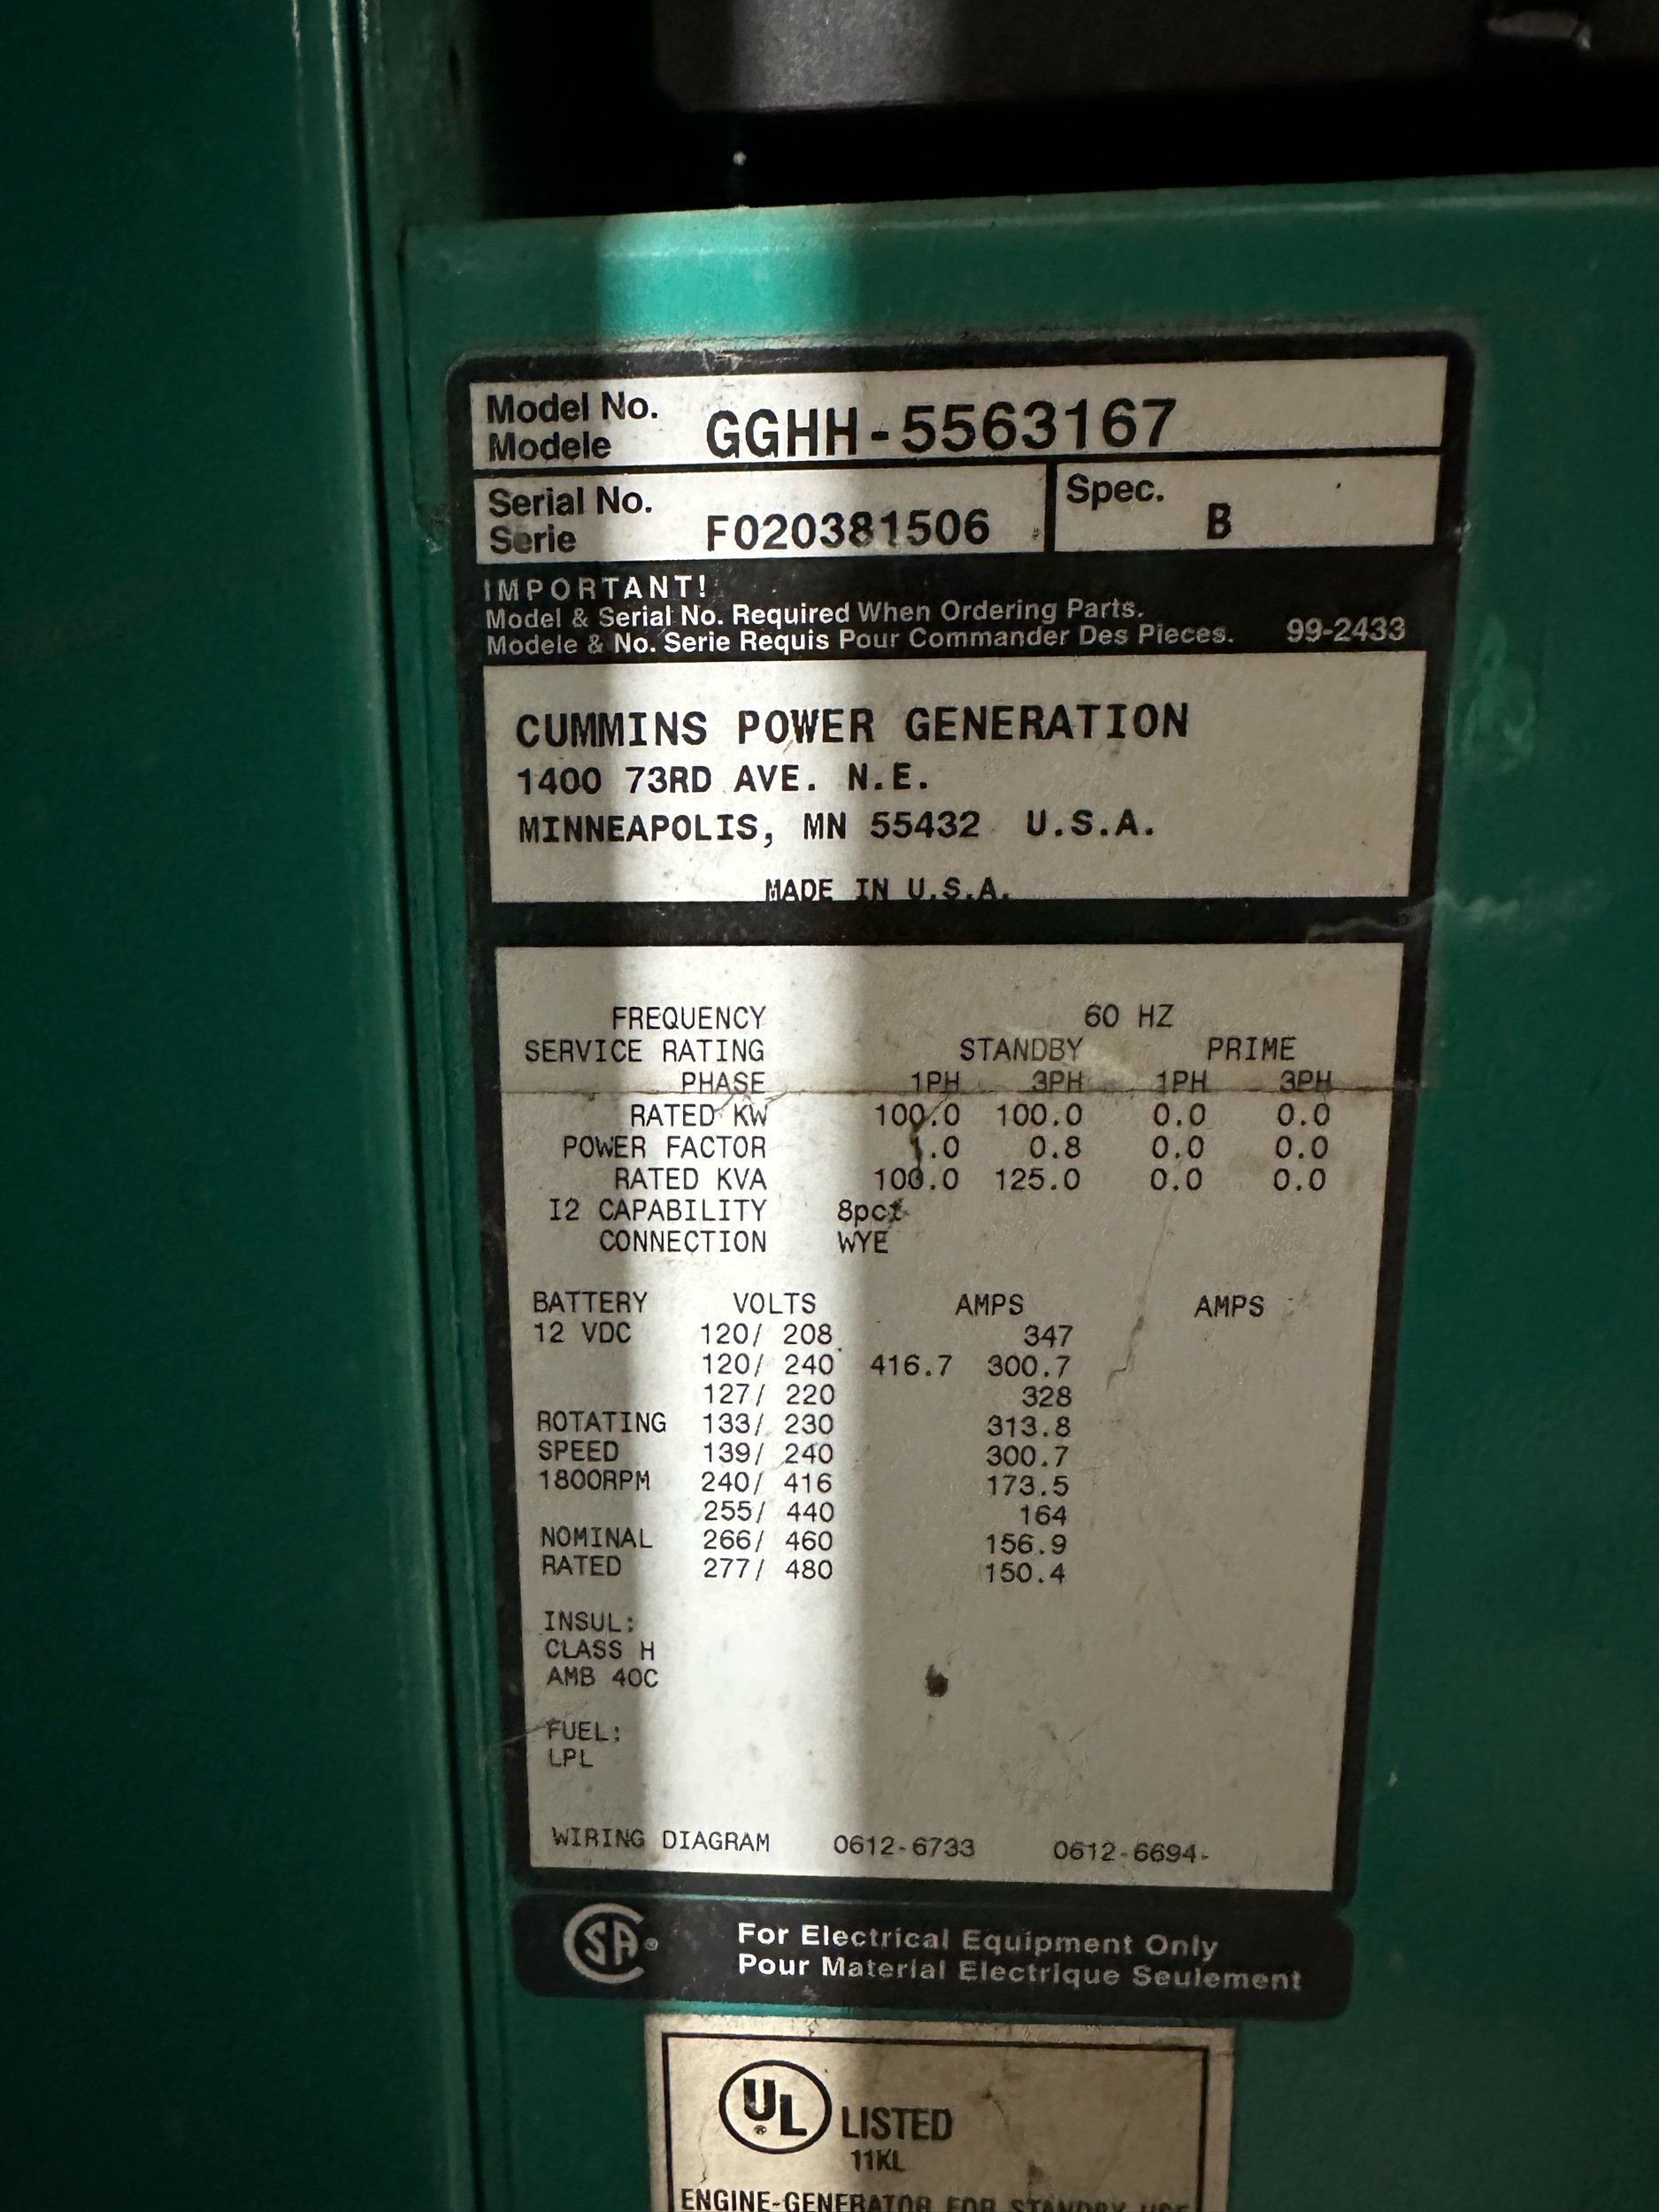 Model No.
Modele GGHH-5563167
Serial No.
Serie F020381506
Spec. B
IMPORTANT!
Model & Serial No. Required When Ordering Parts.
Modele & No. Serie Requis Pour Commander Des Pieces. 99-2433
CUMMINS POWER GENERATION
1400 73RD AVE. N.E.
MINNEAPOLIS, MN 55432 U.S.A.
MADE IN U.S.A.
FREQUENCY 60 HZ
SERVICE RATING STANDBY PRIME
PHASE 1PH 3PH 1PH 3PH
RATED KW 100.0 100.0 0.0 0.0
POWER FACTOR 1.0 0.8 0.0 0.0
RATED KVA 100.0 125.0 0.0 0.0
I2 CAPABILITY 8pct
CONNECTION WYE
BATTERY VOLTS AMPS AMPS
12 VDC 120/ 208 347
120/ 240 416.7 300.7
127/ 220 328
ROTATING 133/ 230 313.8
SPEED 139/ 240 300.7
1800RPM 240/ 416 173.5
255/ 440 164
NOMINAL 266/ 460 156.9
RATED 277/ 480 150.4
INSUL:
CLASS H
AMB 40C
FUEL:
LPL
WIRING DIAGRAM 0612-6733 0612-6694-
SA® For Electrical Equipment Only
Pour Material Electrique Seulement
UL® LISTED
11KL
ENGINE-GENERATOR FOR STANDBY USE